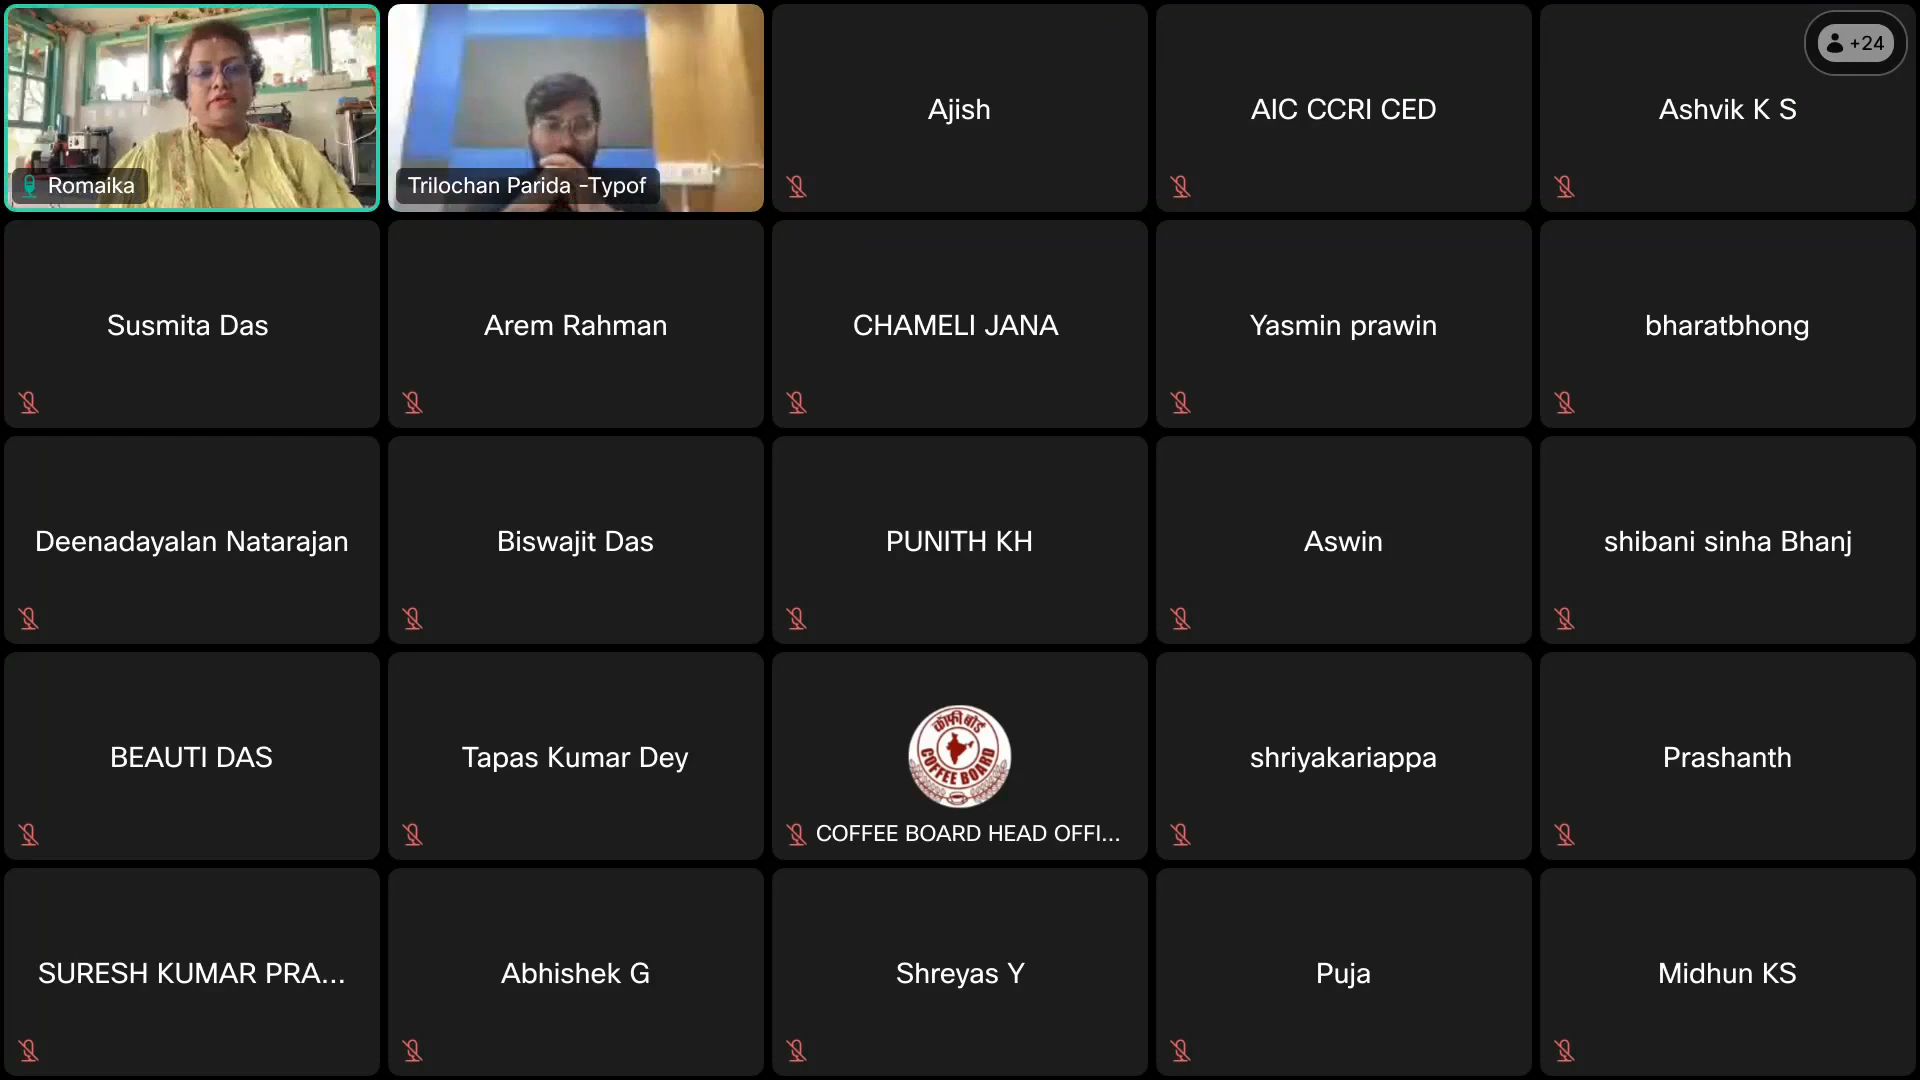 Romaika
Trilochan Parida -Typof
Ajish
AIC CCRI CED
Ashvik K S
+24
Susmita Das
Arem Rahman
CHAMELI JANA
Yasmin prawin
bharatbhong
Deenadayalan Natarajan
Biswajit Das
PUNITH KH
Aswin
shibani sinha Bhanj
BEAUTI DAS
Tapas Kumar Dey
कॉफी बोर्ड
COFFEE BOARD
COFFEE BOARD HEAD OFFI...
shriyakariappa
Prashanth
SURESH KUMAR PRA...
Abhishek G
Shreyas Y
Puja
Midhun KS